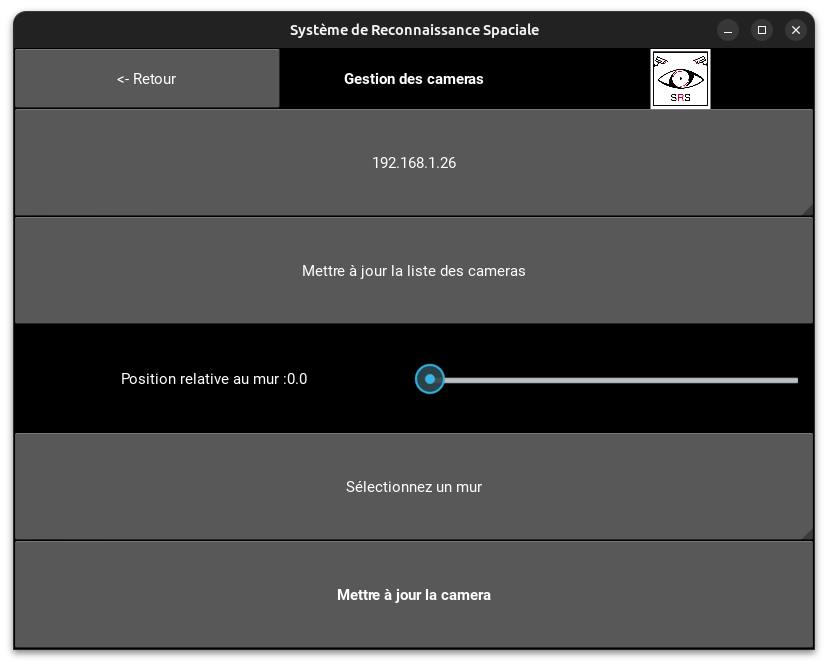 Système de Reconnaissance Spaciale
<- Retour
Gestion des cameras
SRS
192.168.1.26
Mettre à jour la liste des cameras
Position relative au mur :0.0
Sélectionnez un mur
Mettre à jour la camera